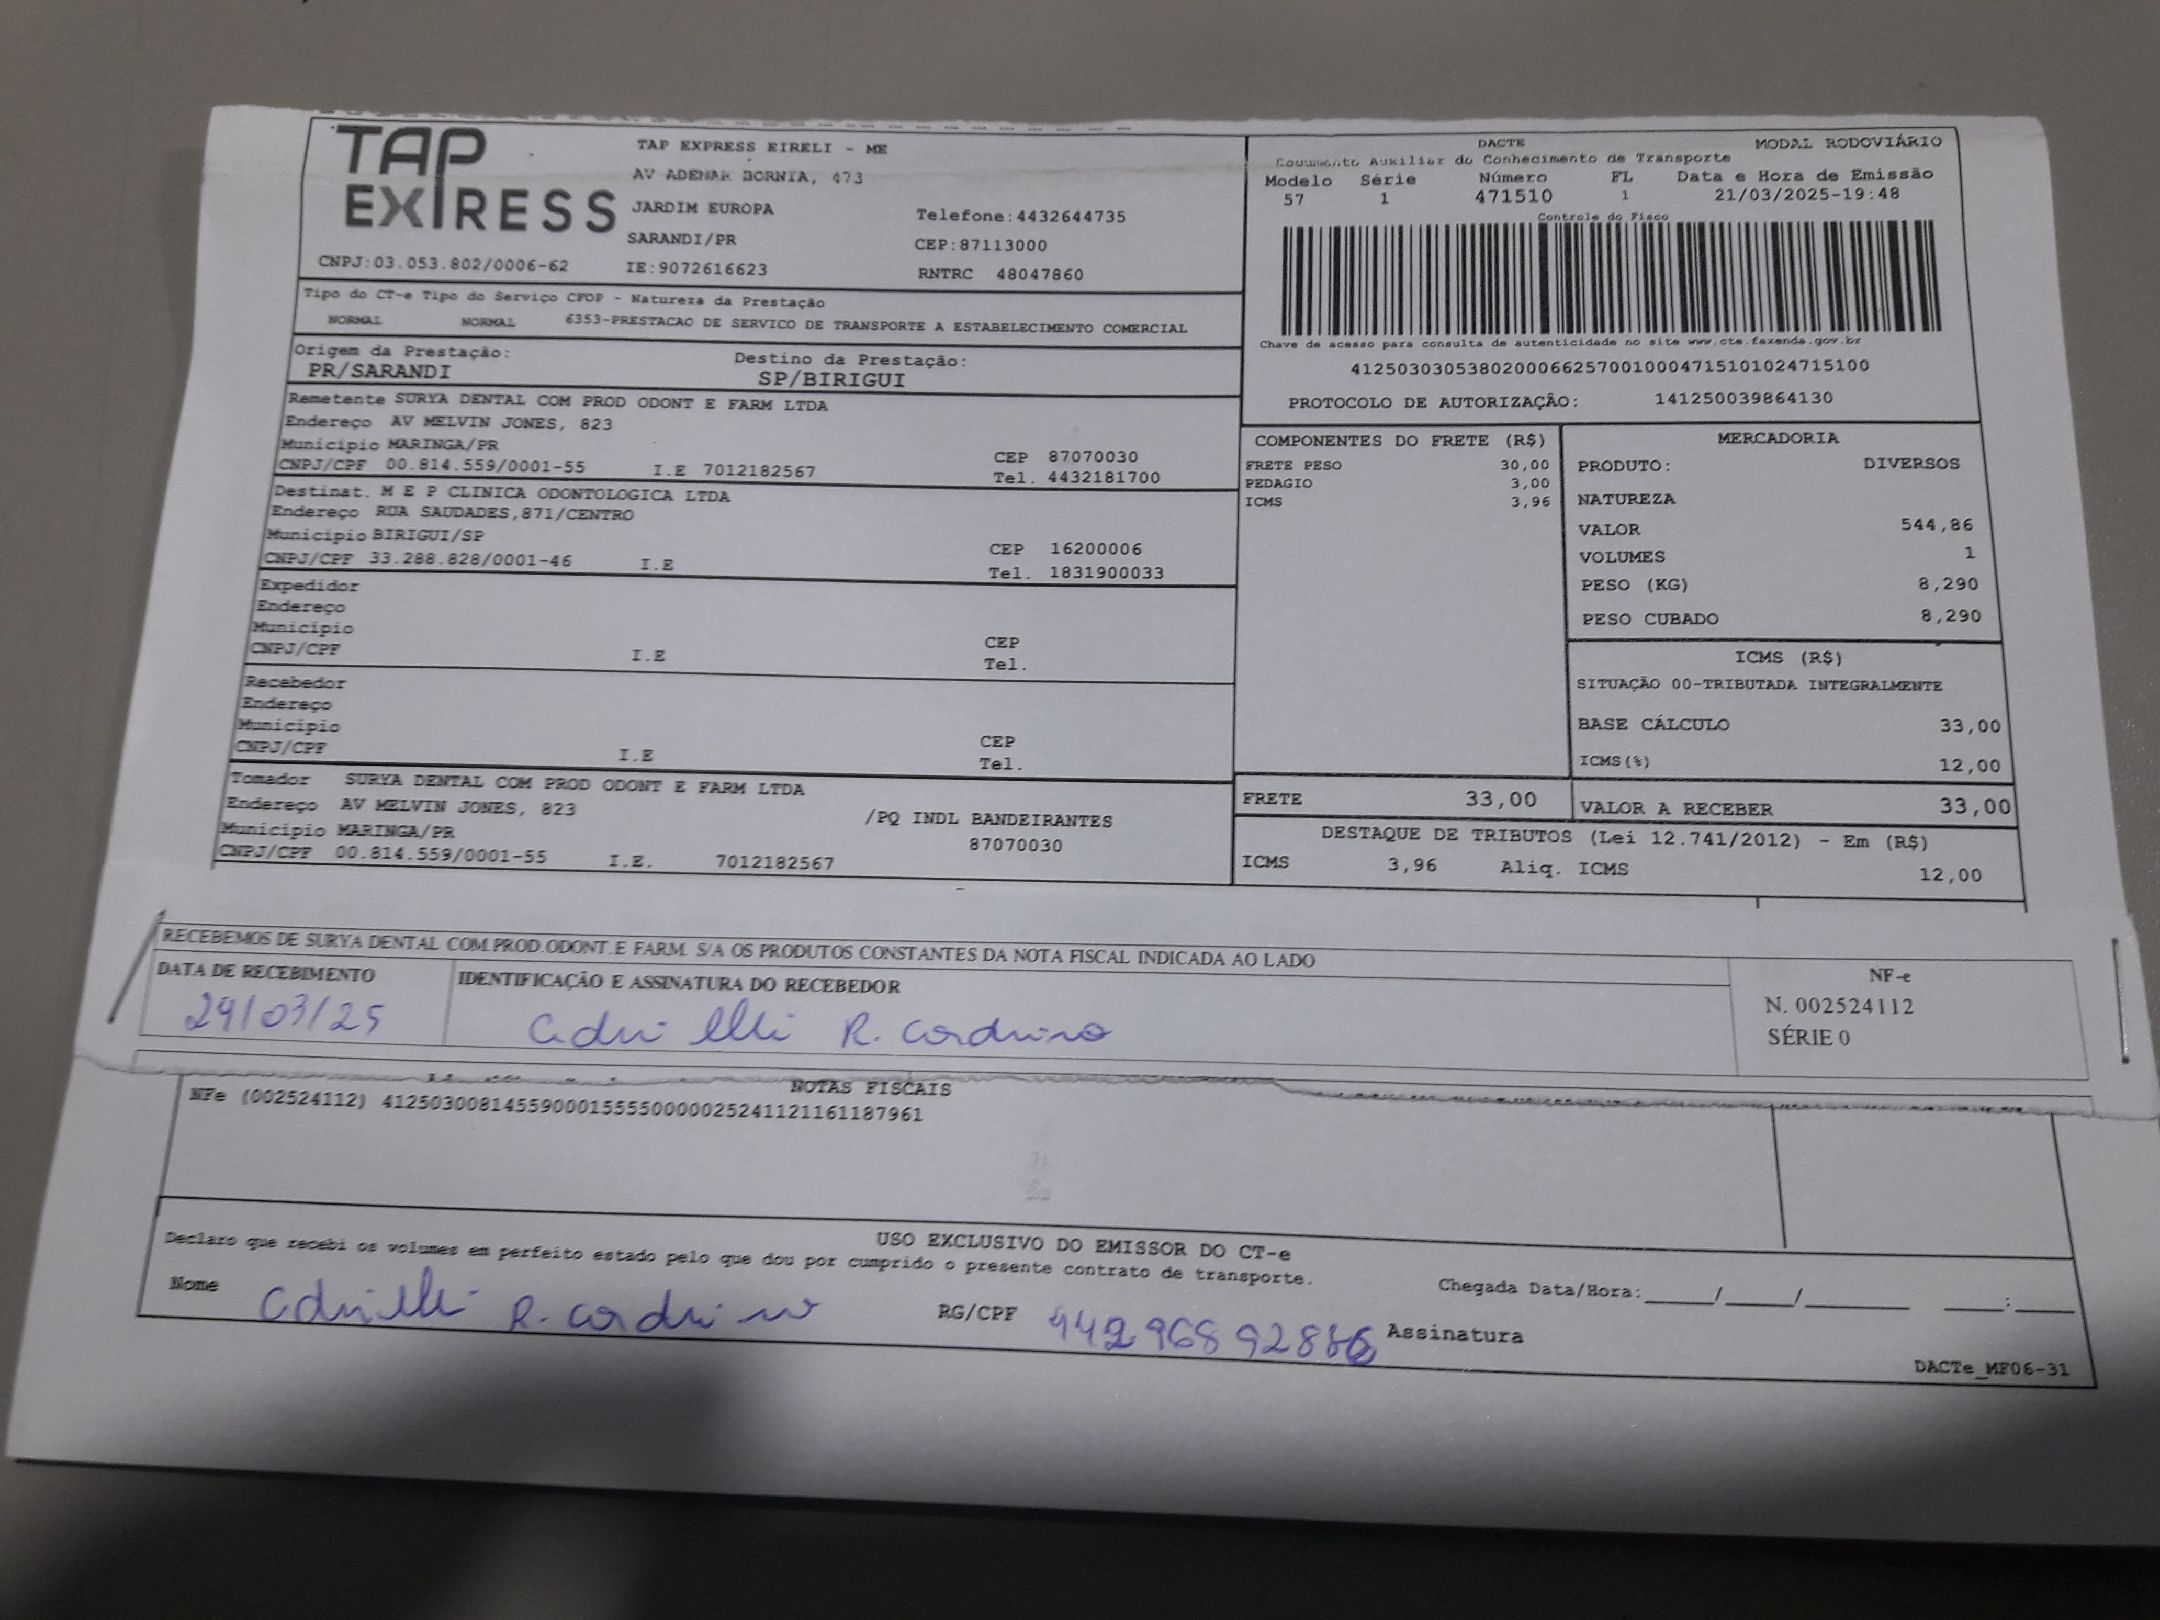 TAP EXPRESS
TAP EXPRESS EIRELI - ME
AV ADEMAR BORNIA, 473
JARDIM EUROPA
Telefone:4432644735
SARANDI/PR
CEP:87113000
CNPJ:03.053.802/0006-62 IE:9072616623
RNTRC 48047860
DACTE MODAL RODOVIÁRIO
Documento Auxiliar do Conhecimento de Transporte
Modelo Série Número FL Data e Hora de Emissão
57 1 471510 1 21/03/2025-19:48
Controle do Fisco
Chave de acesso para consulta de autenticidade no site www.cte.fazenda.gov.br
41250303053802000662570010004715101024715100
PROTOCOLO DE AUTORIZAÇÃO: 141250039864130
Tipo do CT-e Tipo do Serviço CFOP - Natureza da Prestação
NORMAL NORMAL 6353-PRESTACAO DE SERVICO DE TRANSPORTE A ESTABELECIMENTO COMERCIAL
Origem da Prestação: Destino da Prestação:
PR/SARANDI SP/BIRIGUI
Remetente SURYA DENTAL COM PROD ODONT E FARM LTDA
Endereço AV MELVIN JONES, 823
Município MARINGA/PR CEP 87070030
CNPJ/CPF 00.814.559/0001-55 I.E 7012182567 Tel. 4432181700
Destinat. M E P CLINICA ODONTOLOGICA LTDA
Endereço RUA SAUDADES,871/CENTRO
Município BIRIGUI/SP CEP 16200006
CNPJ/CPF 33.288.828/0001-46 I.E Tel. 1831900033
Expedidor
Endereço
Município CEP
CNPJ/CPF I.E Tel.
Recebedor
Endereço
Município CEP
CNPJ/CPF I.E Tel.
Tomador SURYA DENTAL COM PROD ODONT E FARM LTDA
Endereço AV MELVIN JONES, 823 /PQ INDL BANDEIRANTES
Município MARINGA/PR 87070030
CNPJ/CPF 00.814.559/0001-55 I.E. 7012182567
COMPONENTES DO FRETE (R$)
FRETE PESO 30,00
PEDAGIO 3,00
ICMS 3,96
MERCADORIA
PRODUTO: DIVERSOS
NATUREZA
VALOR 544,86
VOLUMES 1
PESO (KG) 8,290
PESO CUBADO 8,290
ICMS (R$)
SITUAÇÃO 00-TRIBUTADA INTEGRALMENTE
BASE CÁLCULO 33,00
ICMS(%) 12,00
FRETE 33,00 VALOR A RECEBER 33,00
DESTAQUE DE TRIBUTOS (Lei 12.741/2012) - Em (R$)
ICMS 3,96 Aliq. ICMS 12,00
RECEBEMOS DE SURYA DENTAL COM.PROD.ODONT.E FARM. S/A OS PRODUTOS CONSTANTES DA NOTA FISCAL INDICADA AO LADO
DATA DE RECEBIMENTO IDENTIFICAÇÃO E ASSINATURA DO RECEBEDOR
NF-e
N. 002524112
SÉRIE 0
NOTAS FISCAIS
NFe (002524112) 41250300814559000155550000025241121161187961
USO EXCLUSIVO DO EMISSOR DO CT-e
Declaro que recebi os volumes em perfeito estado pelo que dou por cumprido o presente contrato de transporte.
Chegada Data/Hora:_____/_____/_______ ____:____
Nome RG/CPF Assinatura
DACTe_MF06-31